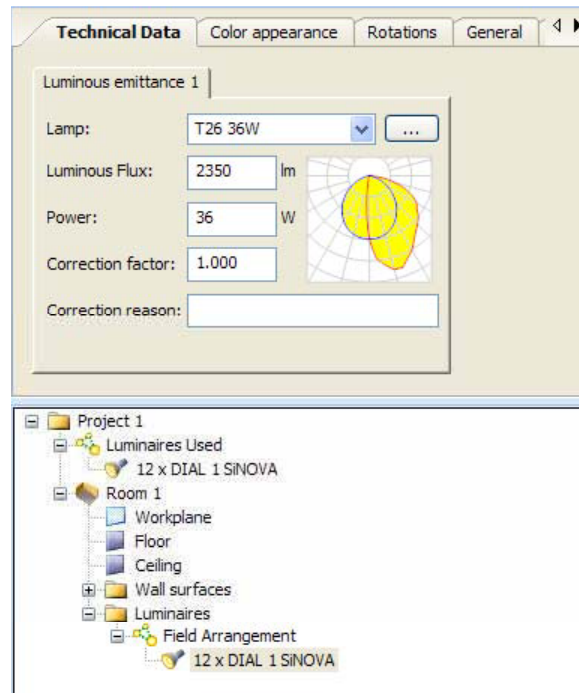 Technical Data Color appearance Rotations General
Luminous emittance 1
Lamp: T26 36W ...
Luminous Flux: 2350 lm
Power: 36 W
Correction factor: 1.000
Correction reason:
Project 1
Luminaires Used
12 x DIAL 1 SiNOVA
Room 1
Workplane
Floor
Ceiling
Wall surfaces
Luminaires
Field Arrangement
12 x DIAL 1 SiNOVA